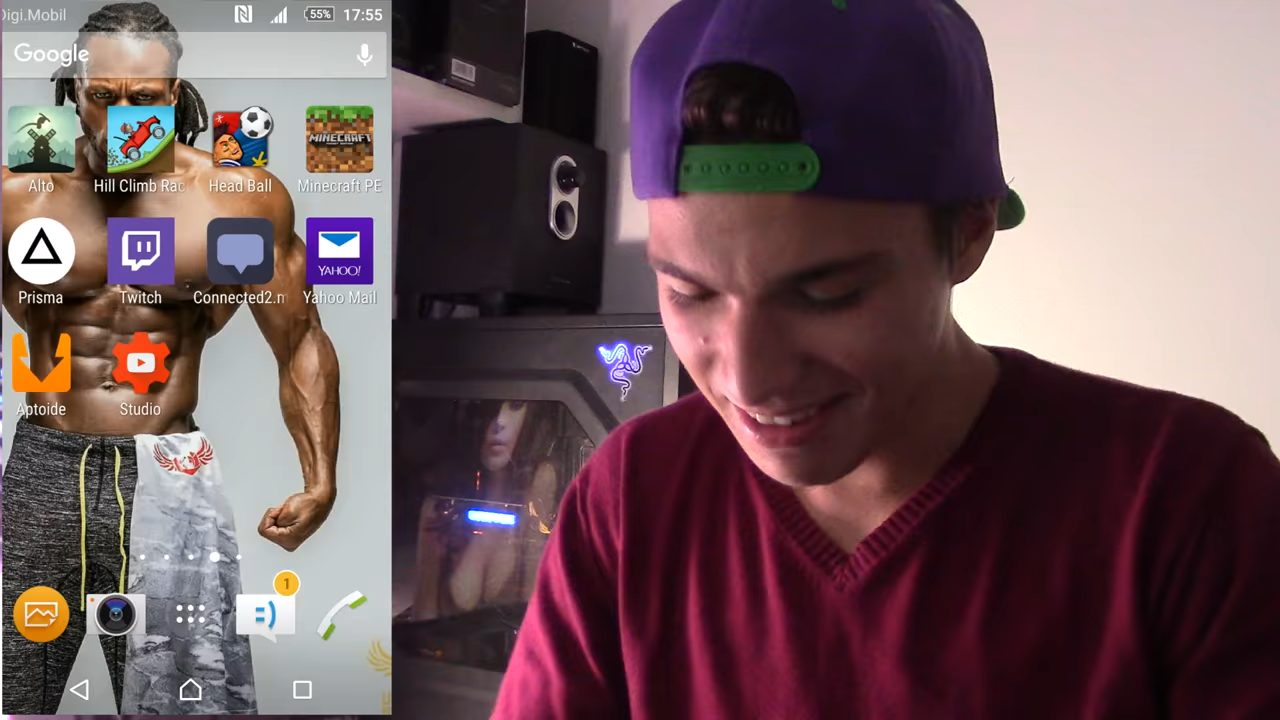 Digi.Mobil 55% 17:55
Google
MINECRAFT
Alto Hill Climb Rac Head Ball Minecraft PE
YAHOO!
Prisma Twitch Connected2.m Yahoo Mail
Aptoide Studio
1